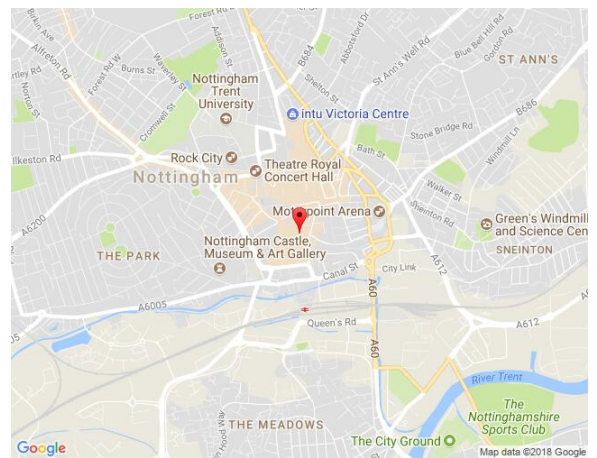 Birkin Ave
Forest Rd E
Addison St
B684
Abbotsford Dr
Blue Bell Hill Rd
Gordon Rd
Alfreton Rd
Forest Rd W
Burns St
Waverley St
Nottingham
Trent
University
Shelton St
St Ann's Well Rd
ST ANN'S
Norton St
Cromwell St
intu Victoria Centre
B686
Stone Bridge Rd
Windmill Ln
Ilkeston Rd
Rock City
Theatre Royal
Concert Hall
Bath St
Nottingham
Walker St
Sneinton Rd
A6200
Motorpoint Arena
Green's Windmill
and Science Cen
SNEINTON
THE PARK
Nottingham Castle,
Museum & Art Gallery
Canal St
City Link
A612
A60
A6005
Queen's Rd
A612
A60
River Trent
THE MEADOWS
The
Nottinghamshire
Sports Club
The City Ground
Google
Map data ©2018 Google